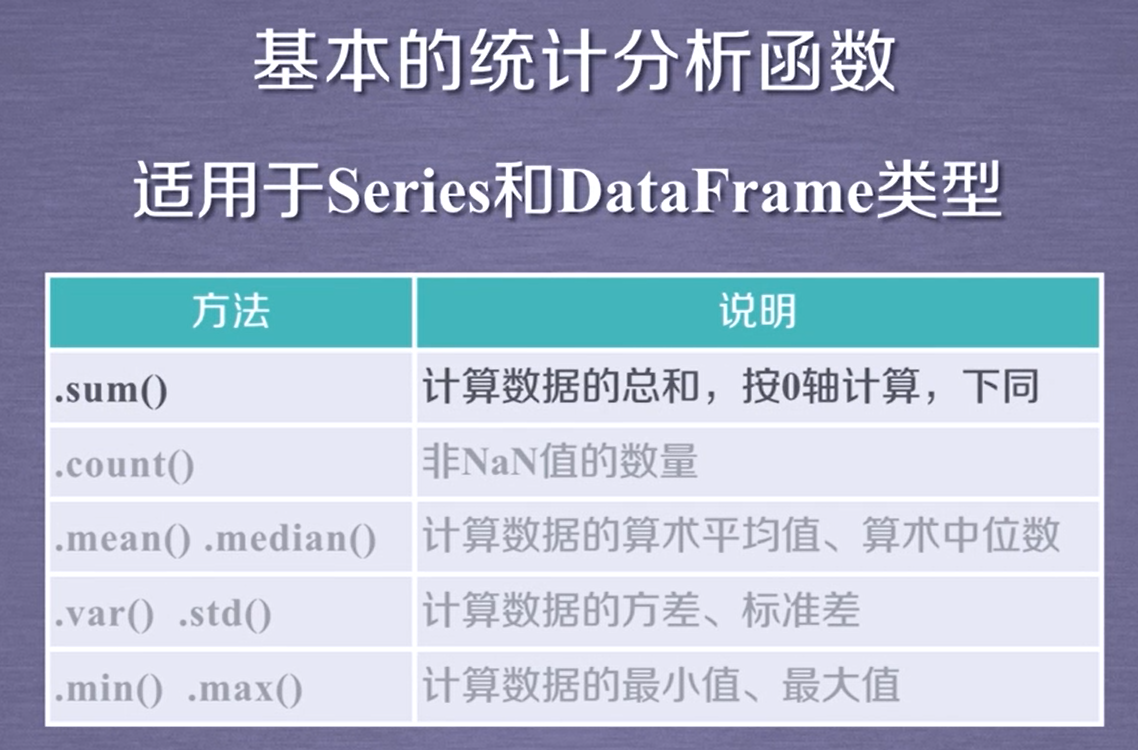 基本的统计分析函数
适用于Series和DataFrame类型
方法 说明
.sum() 计算数据的总和，按0轴计算，下同
.count() 非NaN值的数量
.mean() .median() 计算数据的算术平均值、算术中位数
.var() .std() 计算数据的方差、标准差
.min() .max() 计算数据的最小值、最大值